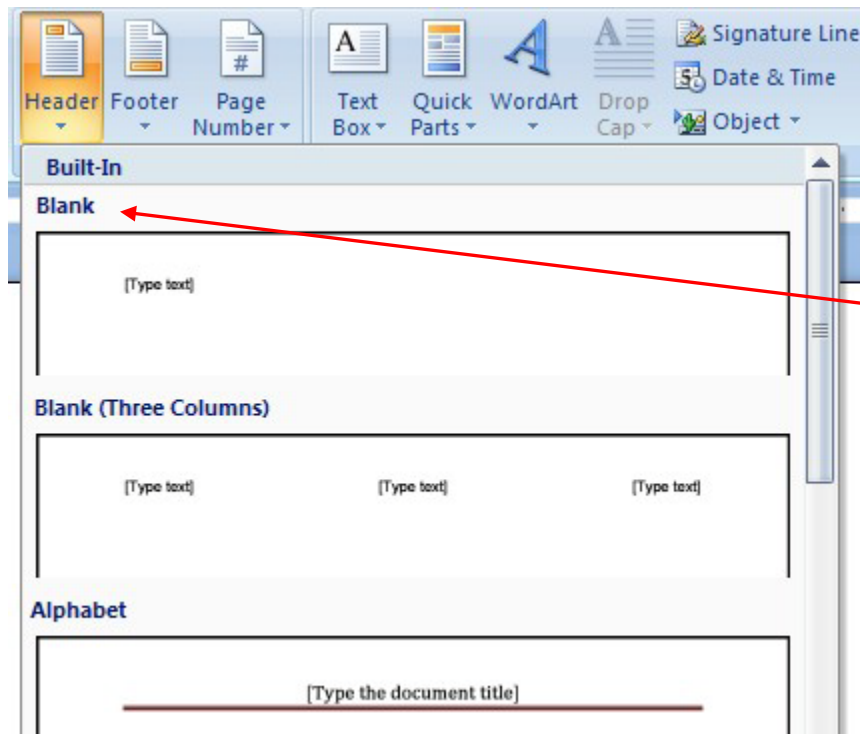 Header Footer Page Number
Text Box Quick Parts WordArt Drop Cap
Signature Line
Date & Time
Object
Built-In
Blank
[Type text]
Blank (Three Columns)
[Type text] [Type text] [Type text]
Alphabet
[Type the document title]